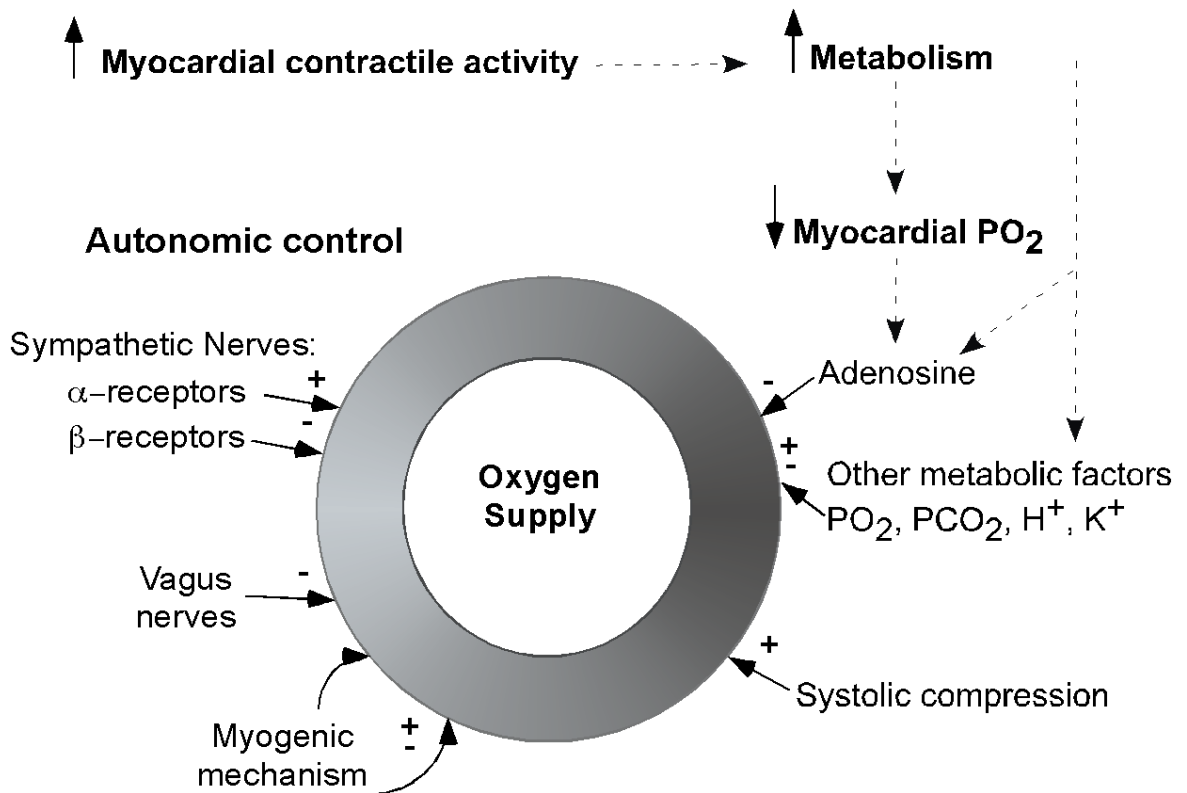 Myocardial contractile activity
Metabolism
Myocardial PO2
Autonomic control
Sympathetic Nerves:
α–receptors
+
β–receptors
-
Vagus
nerves
-
Myogenic
mechanism
+
-
Oxygen
Supply
Adenosine
-
+
-
Other metabolic factors
PO2, PCO2, H+, K+
+
Systolic compression